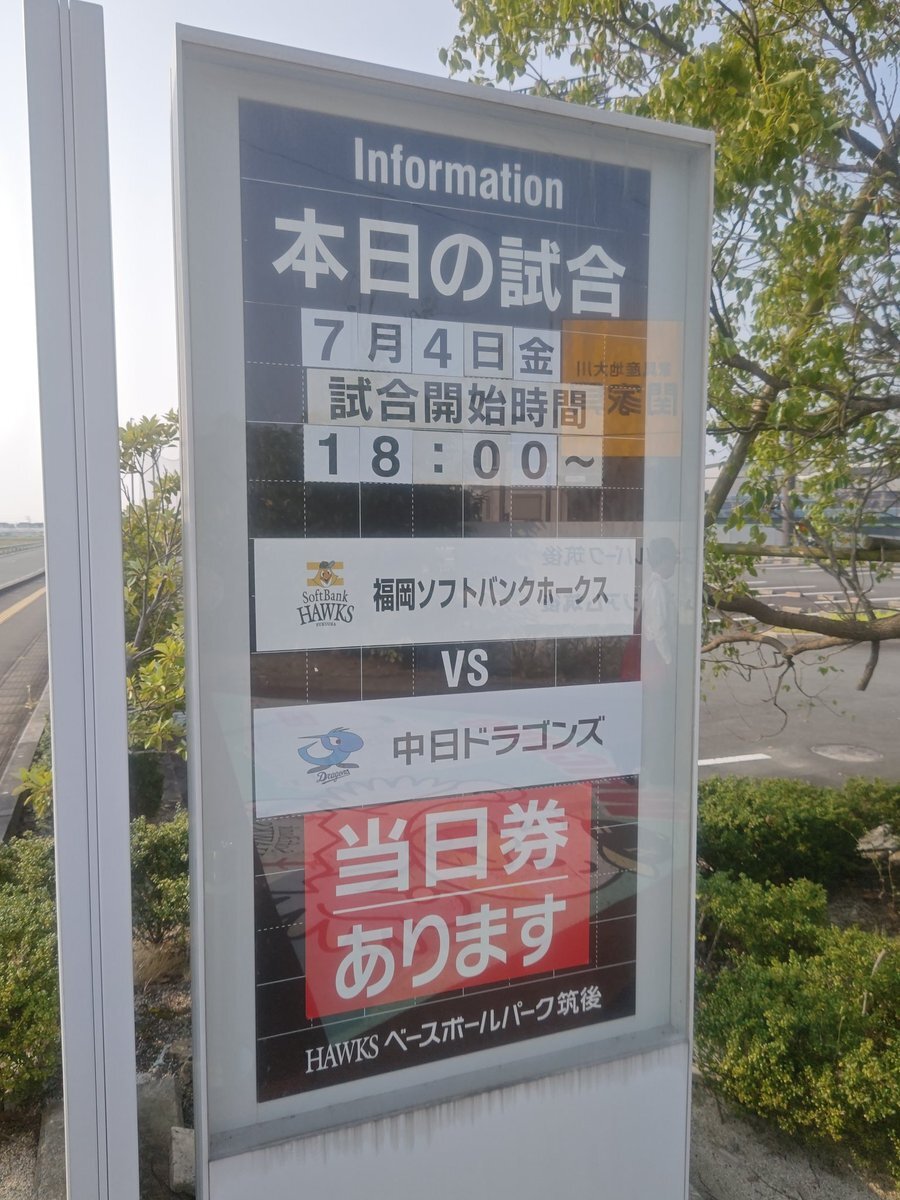 Information
本日の試合
7月4日金
試合開始時間
18:00~
SoftBank
HAWKS
福岡ソフトバンクホークス
VS
Dragons
中日ドラゴンズ
当日券
あります
HAWKS ベースボールパーク筑後